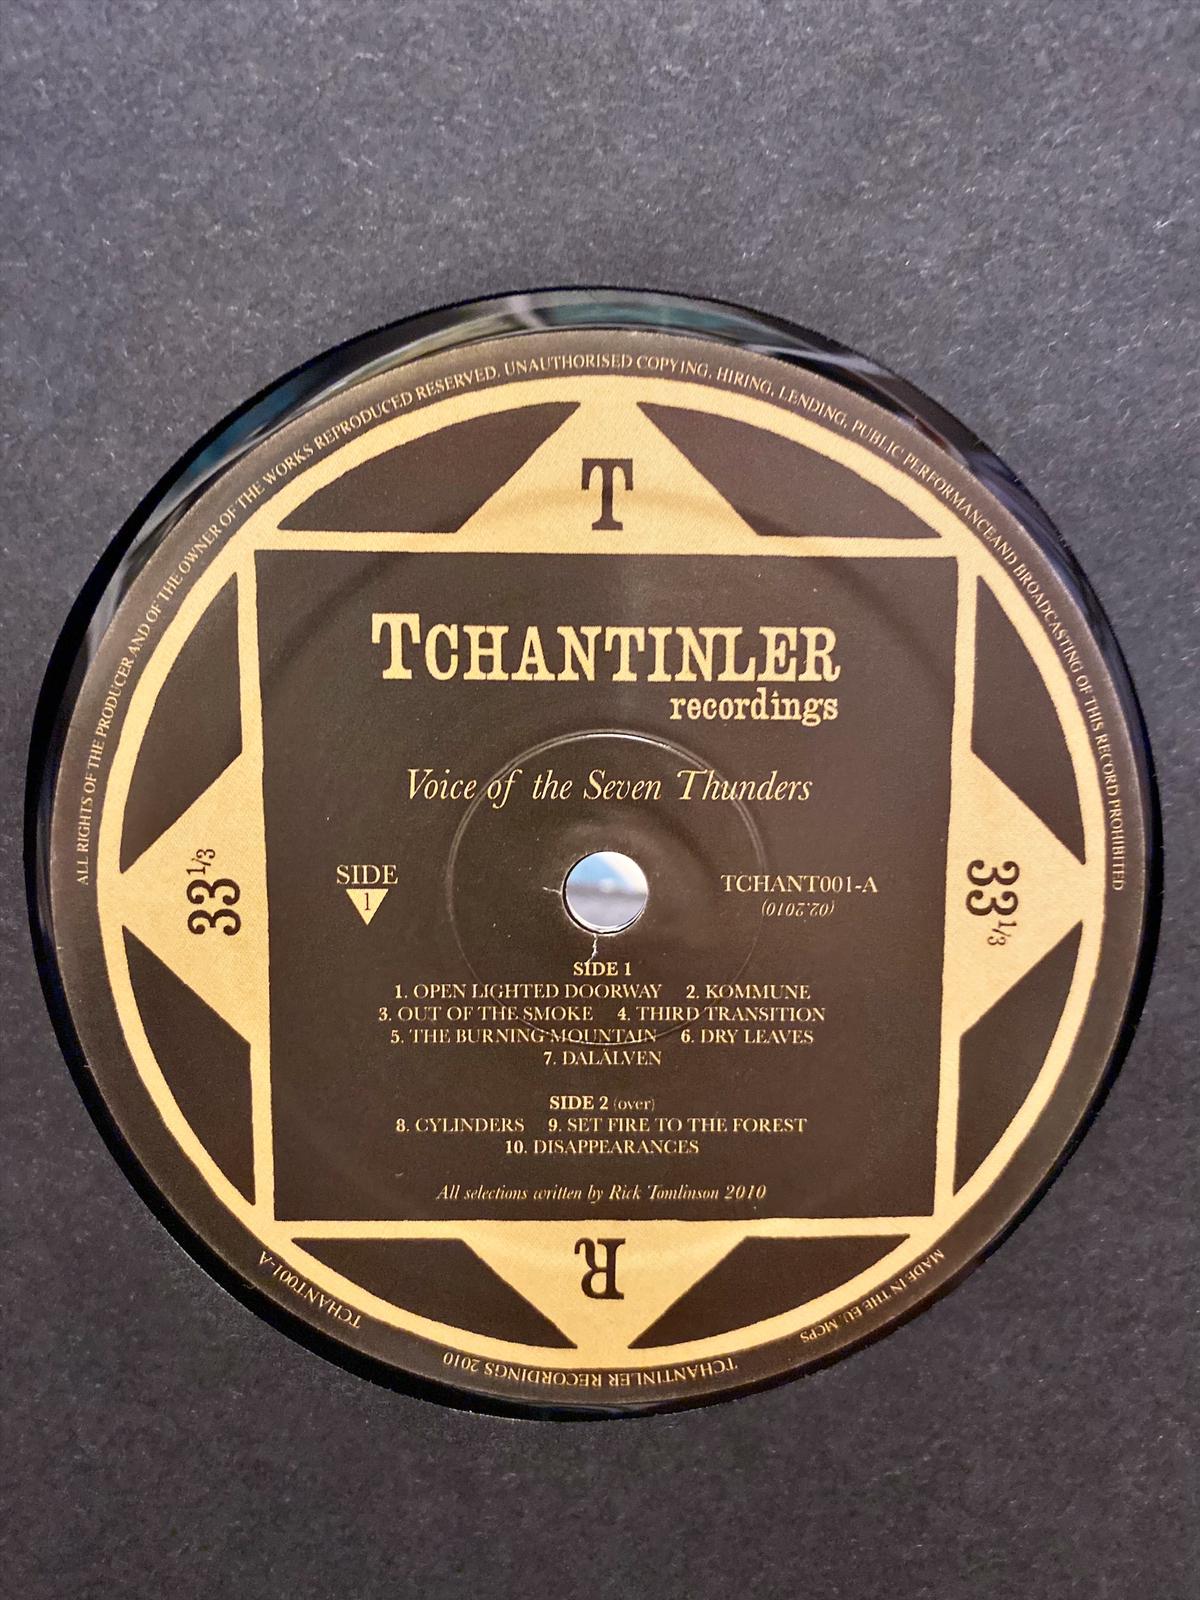 ALL RIGHTS OF THE PRODUCER AND OF THE OWNER OF THE WORKS REPRODUCED RESERVED. UNAUTHORISED COPYING, HIRING, LENDING, PUBLIC PERFORMANCE AND BROADCASTING OF THIS RECORD PROHIBITED
T
TCHANTINLER
recordings
Voice of the Seven Thunders
33 1/3
SIDE
1
TCHANT001-A
(02.2010)
33 1/3
SIDE 1
1. OPEN LIGHTED DOORWAY 2. KOMMUNE
3. OUT OF THE SMOKE 4. THIRD TRANSITION
5. THE BURNING MOUNTAIN 6. DRY LEAVES
7. DALÄLVEN
SIDE 2 (over)
8. CYLINDERS 9. SET FIRE TO THE FOREST
10. DISAPPEARANCES
All selections written by Rick Tomlinson 2010
R
MADE IN THE EU. MCPS
TCHANTINLER RECORDINGS 2010
TCHANT001-A